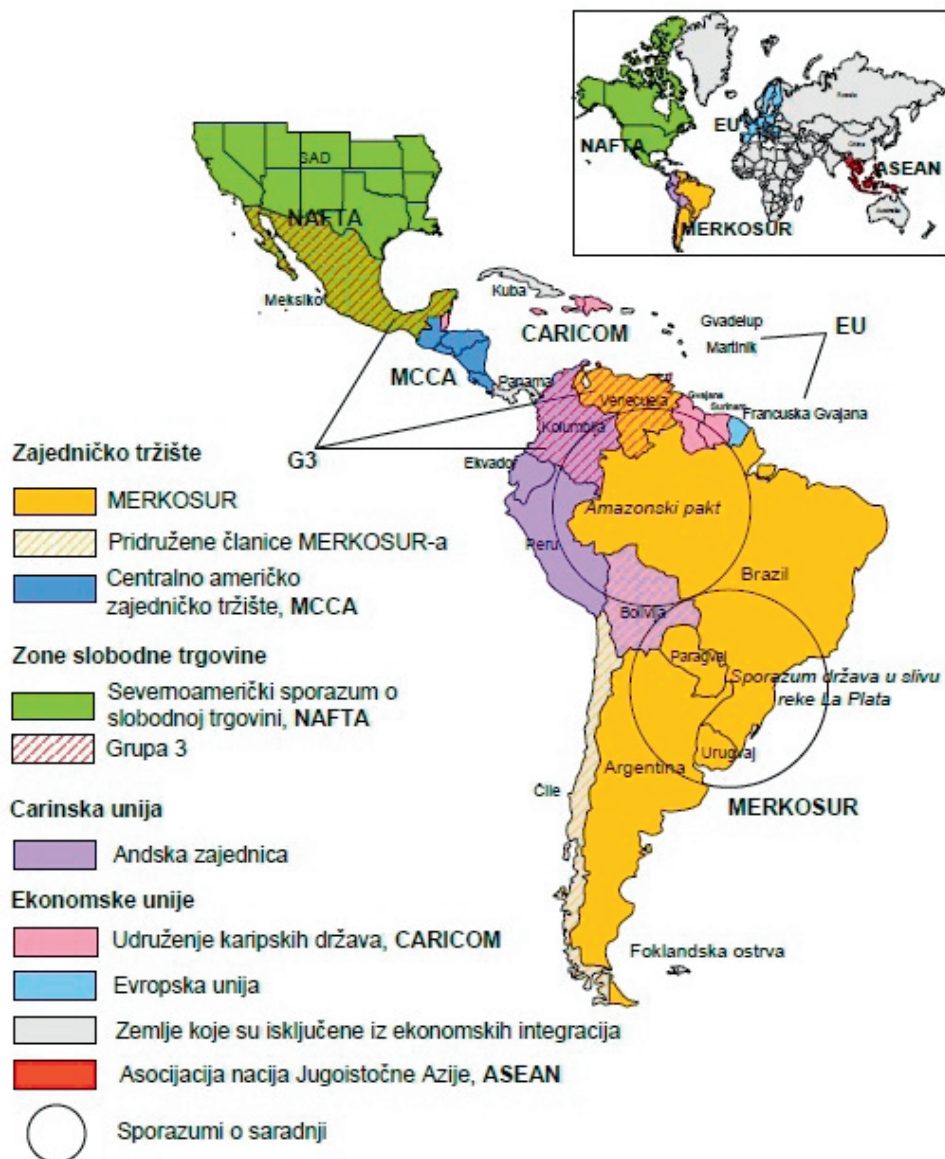 EU
NAFTA
ASEAN
MERKOSUR
Russia
China
Australia
SAD
NAFTA
Meksiko
Kuba
CARICOM
Gvadelup
Martinik
EU
MCCA
Panama
Venecuela
Gvajana
Surinam
Francuska Gvajana
Kolumbija
G3
Ekvador
Amazonski pakt
Peru
Brazil
Bolivija
Paragvaj
Sporazum država u slivu
reke La Plata
Urugvaj
Argentina
Čile
MERKOSUR
Foklandska ostrva
Zajedničko tržište
MERKOSUR
Pridružene članice MERKOSUR-a
Centralno američko
zajedničko tržište, MCCA
Zone slobodne trgovine
Severnoamerički sporazum o
slobodnoj trgovini, NAFTA
Grupa 3
Carinska unija
Andska zajednica
Ekonomske unije
Udruženje karipskih država, CARICOM
Evropska unija
Zemlje koje su isključene iz ekonomskih integracija
Asocijacija nacija Jugoistočne Azije, ASEAN
Sporazumi o saradnji